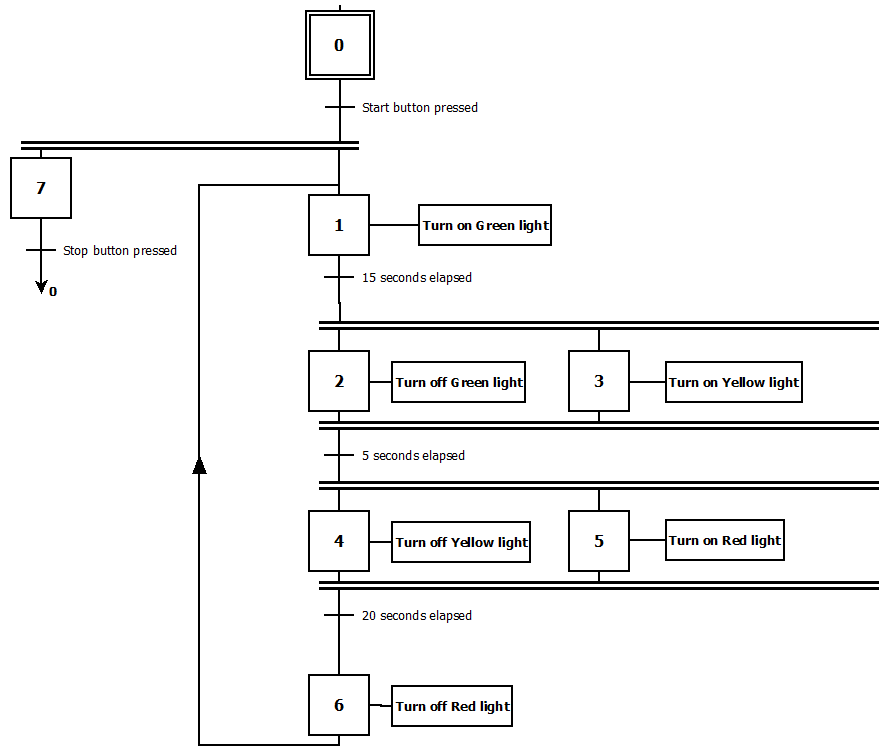 0
Start button pressed
7
Stop button pressed
0
1
Turn on Green light
15 seconds elapsed
2
Turn off Green light
3
Turn on Yellow light
5 seconds elapsed
4
Turn off Yellow light
5
Turn on Red light
20 seconds elapsed
6
Turn off Red light